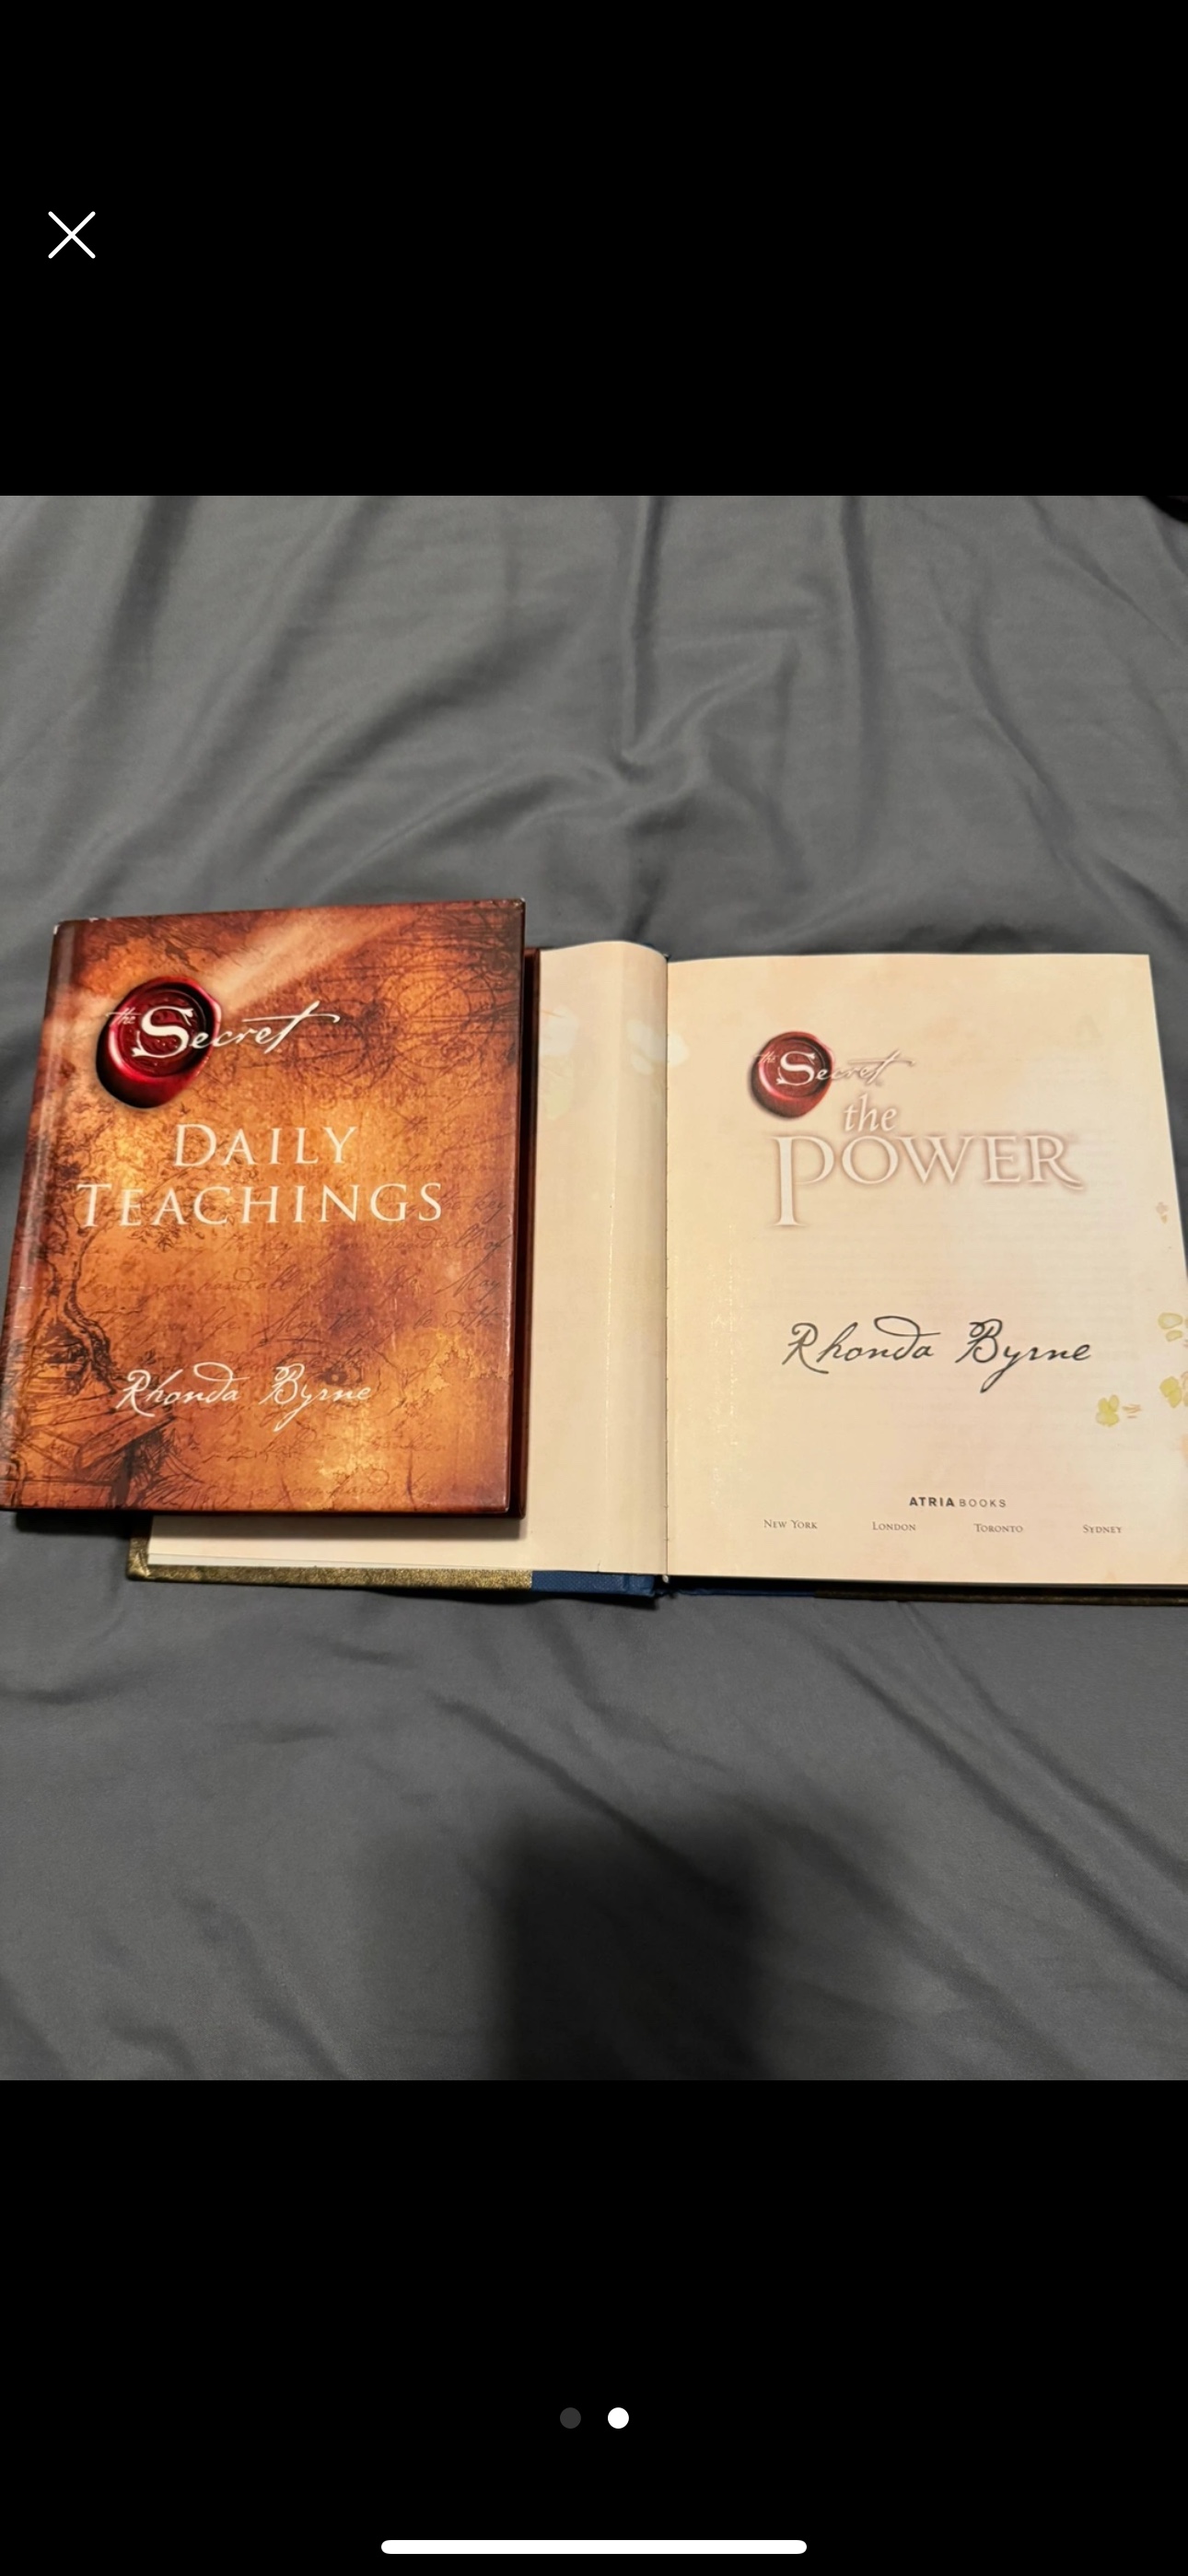 the Secret
DAILY
TEACHINGS
Rhonda Byrne
the Secret
the
POWER
Rhonda Byrne
ATRIA BOOKS
NEW YORK LONDON TORONTO SYDNEY